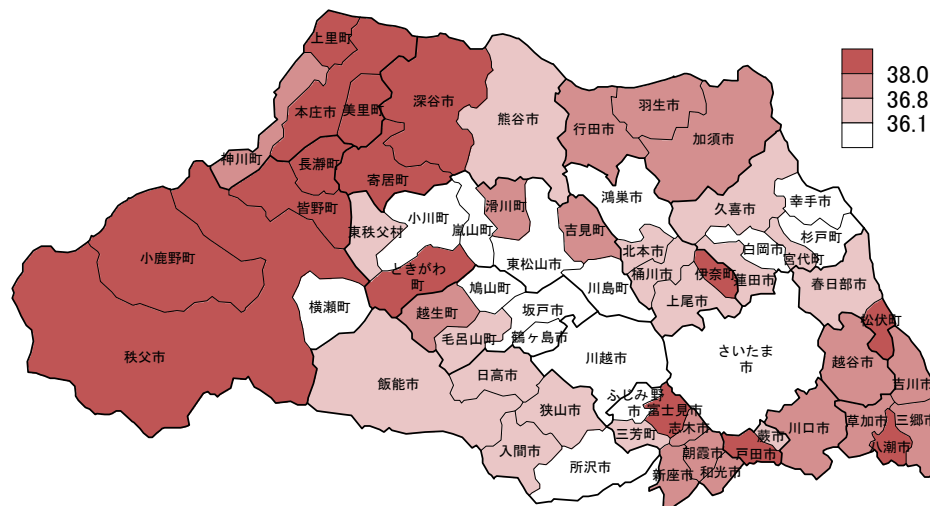 上里町
本庄市
美里町
深谷市
熊谷市
行田市
羽生市
加須市
38.0
36.8
36.1
神川町
長瀞町
寄居町
皆野町
東秩父村
小川町
嵐山町
滑川町
東松山市
吉見町
鴻巣市
久喜市
幸手市
杉戸町
白岡市
宮代町
北本市
桶川市
伊奈町
蓮田市
春日部市
小鹿野町
ときがわ
町
鳩山町
川島町
上尾市
横瀬町
越生町
坂戸市
松伏町
毛呂山町
鶴ヶ島市
川越市
さいたま
市
越谷市
秩父市
飯能市
日高市
吉川市
狭山市
ふじみ野
市
富士見市
志木市
三芳町
蕨市
川口市
草加市
三郷市
八潮市
入間市
所沢市
朝霞市
戸田市
新座市
和光市